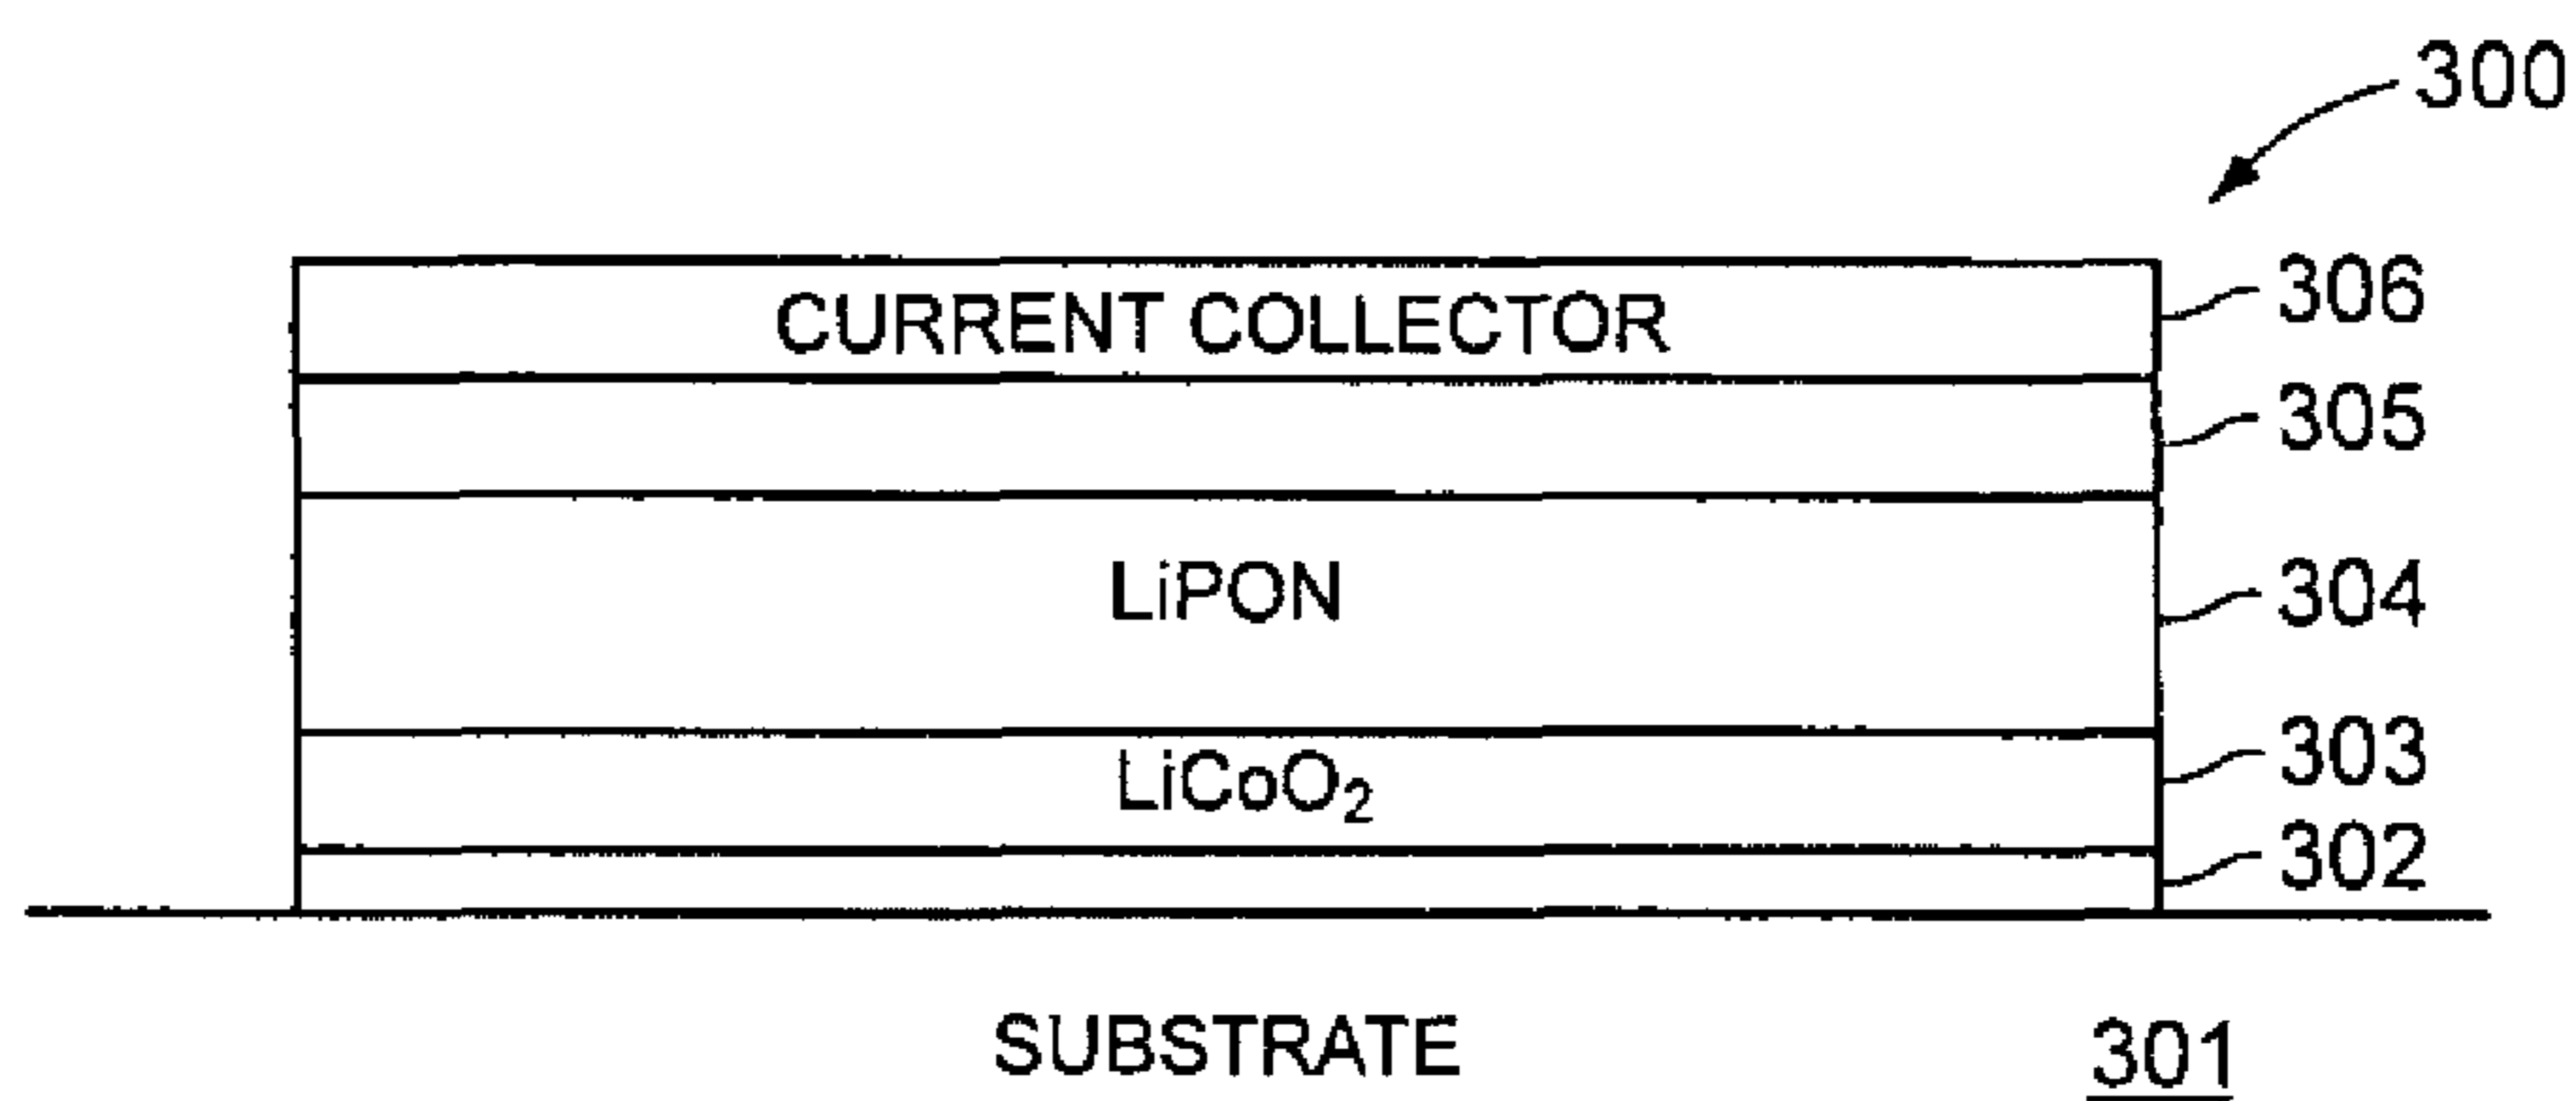 300
CURRENT COLLECTOR 306
305
LiPON 304
LiCoO₂ 303
302
SUBSTRATE 301